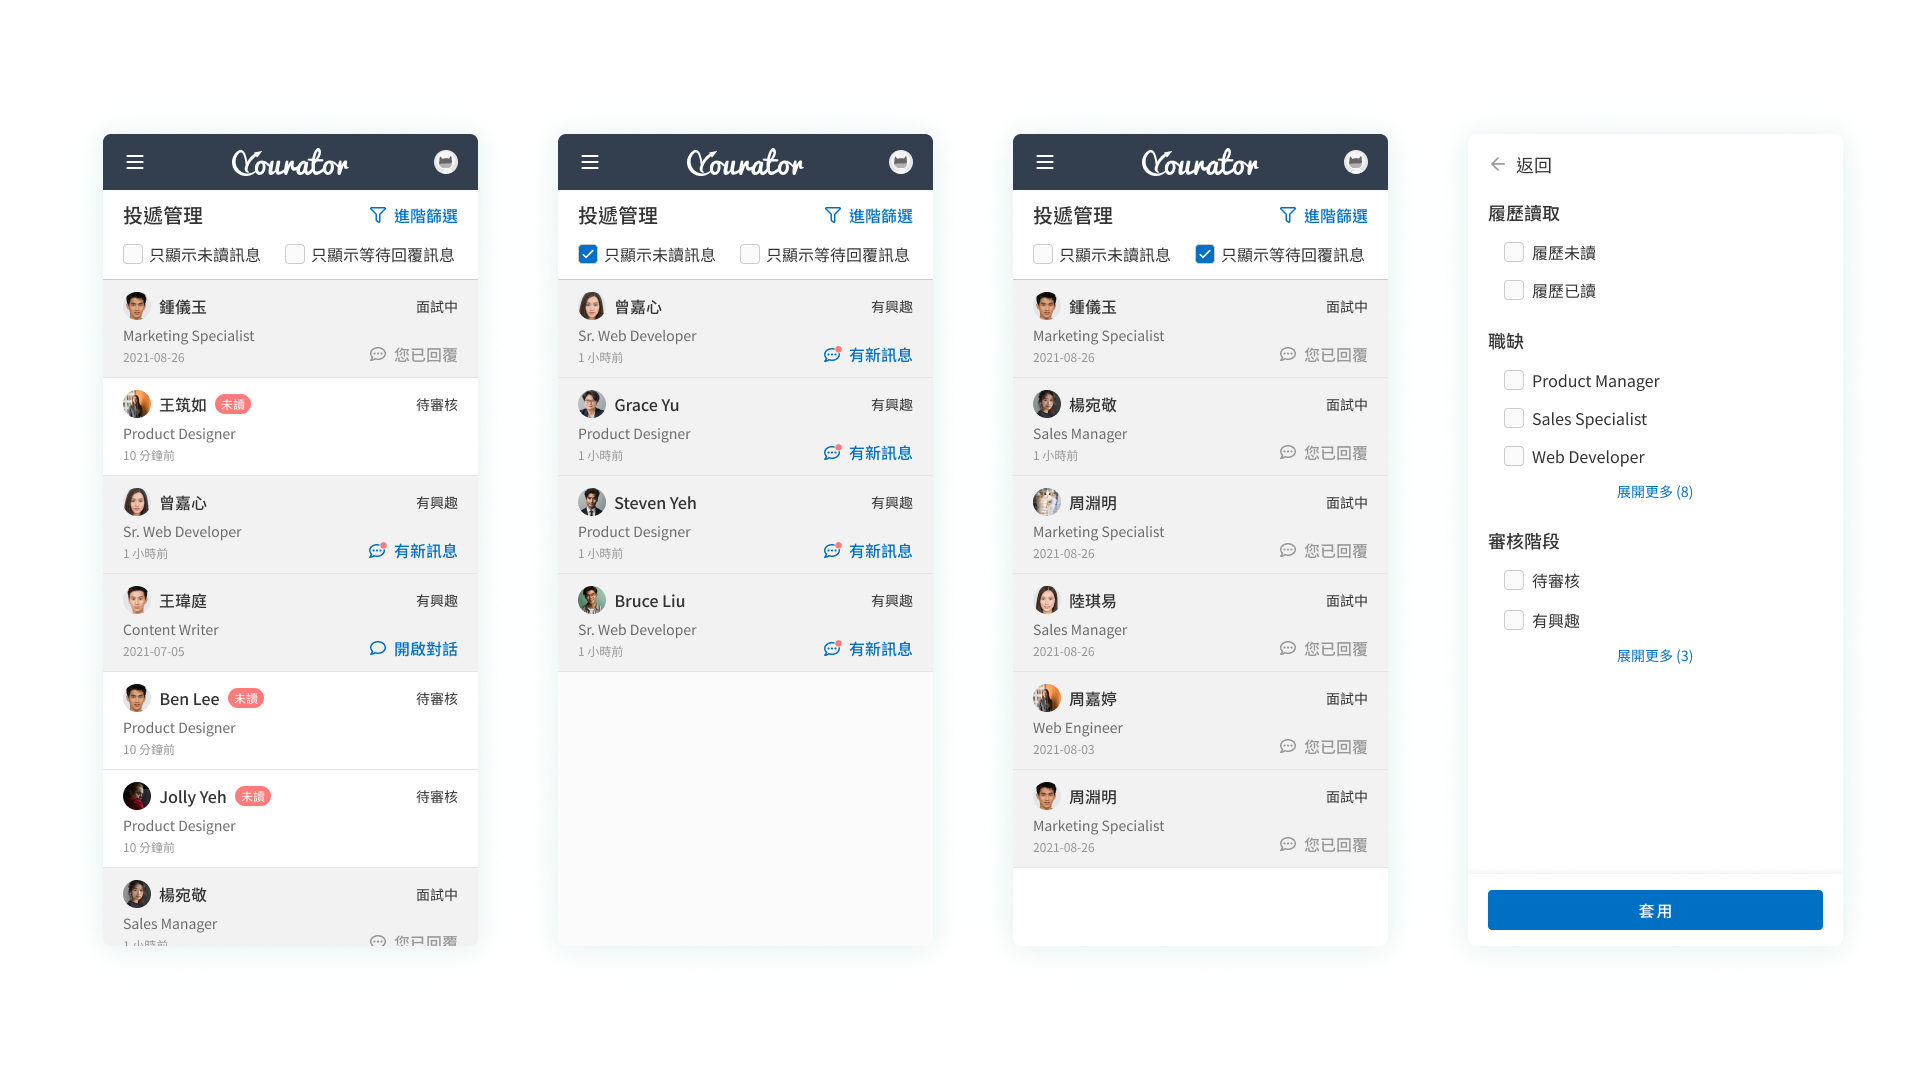 Yourator
投遞管理
進階篩選
只顯示未讀訊息 只顯示等待回覆訊息
鍾儀玉 面試中
Marketing Specialist
2021-08-26 您已回覆
王筑如 未讀 待審核
Product Designer
10 分鐘前
曾嘉心 有興趣
Sr. Web Developer
1 小時前 有新訊息
王瑋庭 有興趣
Content Writer
2021-07-05 開啟對話
Ben Lee 未讀 待審核
Product Designer
10 分鐘前
Jolly Yeh 未讀 待審核
Product Designer
10 分鐘前
楊宛敬 面試中
Sales Manager
1 小時前 您已回覆
Yourator
投遞管理
進階篩選
只顯示未讀訊息 只顯示等待回覆訊息
曾嘉心 有興趣
Sr. Web Developer
1 小時前 有新訊息
Grace Yu 有興趣
Product Designer
1 小時前 有新訊息
Steven Yeh 有興趣
Product Designer
1 小時前 有新訊息
Bruce Liu 有興趣
Sr. Web Developer
1 小時前 有新訊息
Yourator
投遞管理
進階篩選
只顯示未讀訊息 只顯示等待回覆訊息
鍾儀玉 面試中
Marketing Specialist
2021-08-26 您已回覆
楊宛敬 面試中
Sales Manager
1 小時前 您已回覆
周淵明 面試中
Marketing Specialist
2021-08-26 您已回覆
陸琪易 面試中
Sales Manager
2021-08-26 您已回覆
周嘉婷 面試中
Web Engineer
2021-08-03 您已回覆
周淵明 面試中
Marketing Specialist
2021-08-26 您已回覆
返回
履歷讀取
履歷未讀
履歷已讀
職缺
Product Manager
Sales Specialist
Web Developer
展開更多 (8)
審核階段
待審核
有興趣
展開更多 (3)
套用